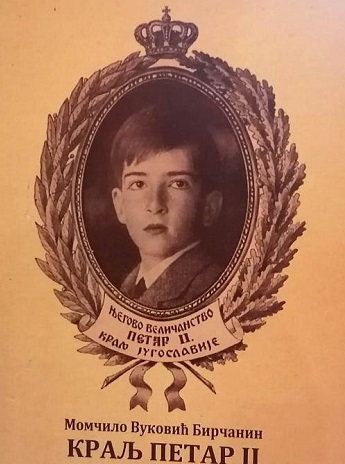 ЊЕГОВО ВЕЛИЧАНСТВО
ПЕТАР II.
КРАЉ ЈУГОСЛАВИЈЕ
Момчило Вуковић Бирчанин
КРАЉ ПЕТАР II